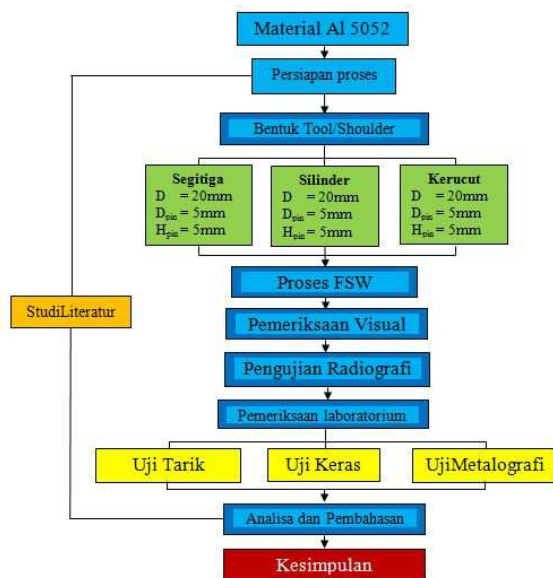 Material Al 5052
Persiapan proses
Bentuk Tool/Shoulder
Segitiga
D = 20mm
Dpin = 5mm
Hpin = 5mm
Silinder
D = 20mm
Dpin = 5mm
Hpin = 5mm
Kerucut
D = 20mm
Dpin = 5mm
Hpin = 5mm
Proses FSW
StudiLiteratur
Pemeriksaan Visual
Pengujian Radiografi
Pemeriksaan laboratorium
Uji Tarik
Uji Keras
UjiMetalografi
Analisa dan Pembahasan
Kesimpulan